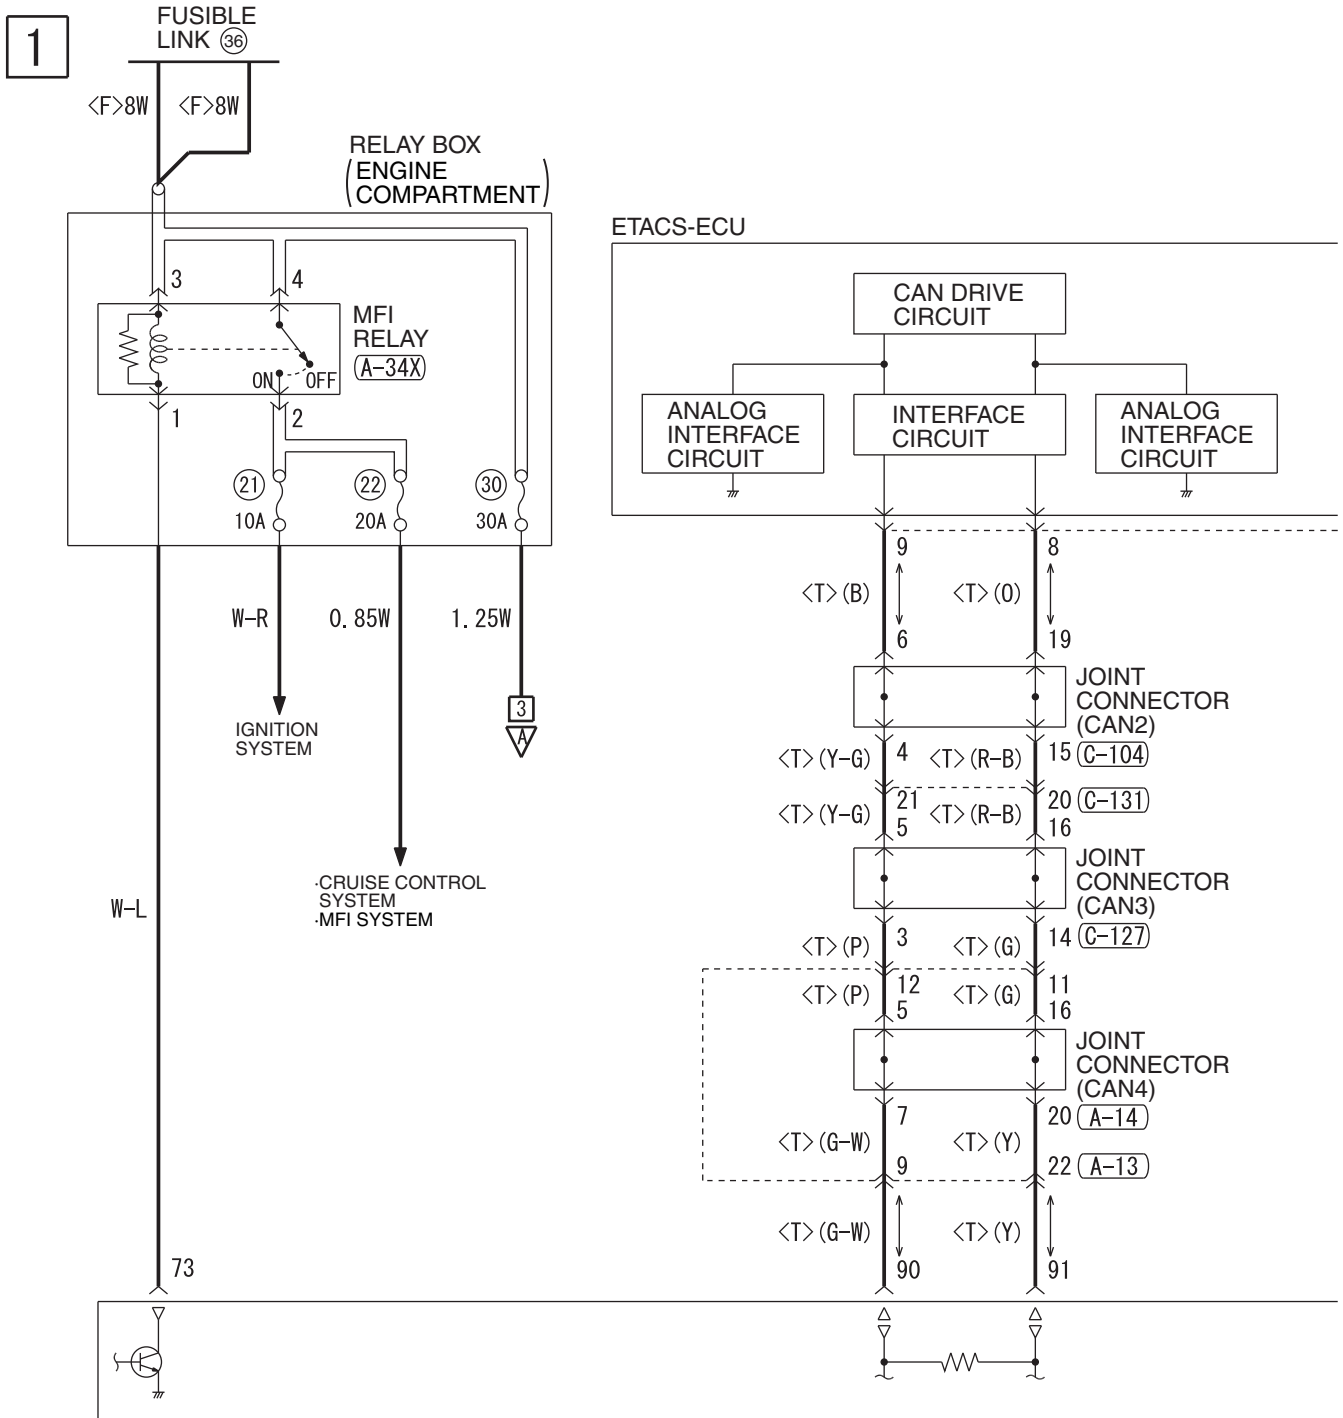 1
FUSIBLE
LINK 36
<F>8W <F>8W
RELAY BOX
(ENGINE
COMPARTMENT)
3 4
MFI
RELAY
A-34X
ON OFF
1 2
21 22 30
10A 20A 30A
W-R 0.85W 1.25W
3
A
IGNITION
SYSTEM
·CRUISE CONTROL
SYSTEM
·MFI SYSTEM
W-L
73
ETACS-ECU
CAN DRIVE
CIRCUIT
ANALOG
INTERFACE
CIRCUIT
INTERFACE
CIRCUIT
ANALOG
INTERFACE
CIRCUIT
9 8
<T>(B) <T>(O)
6 19
JOINT
CONNECTOR
(CAN2)
<T>(Y-G) 4 <T>(R-B) 15 C-104
<T>(Y-G) 21 <T>(R-B) 20 C-131
5 16
JOINT
CONNECTOR
(CAN3)
<T>(P) 3 <T>(G) 14 C-127
<T>(P) 12 <T>(G) 11
5 16
JOINT
CONNECTOR
(CAN4)
7 20 A-14
<T>(G-W) <T>(Y)
9 22 A-13
<T>(G-W) <T>(Y)
90 91